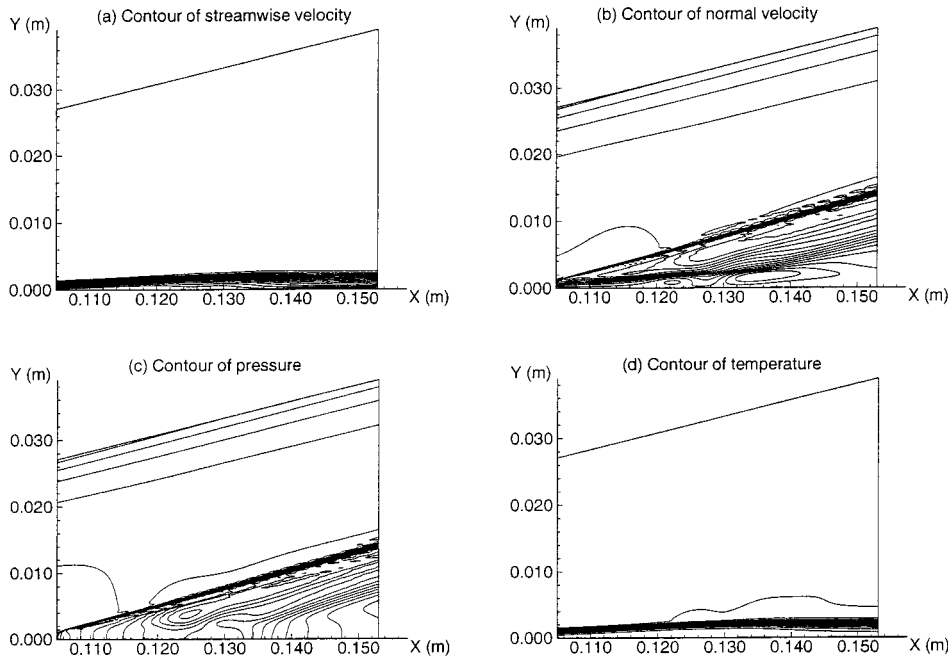 (a) Contour of streamwise velocity
Y (m)
0.030
0.020
0.010
0.000
0.110 0.120 0.130 0.140 0.150 X (m)
(b) Contour of normal velocity
Y (m)
0.030
0.020
0.010
0.000
0.110 0.120 0.130 0.140 0.150 X (m)
(c) Contour of pressure
Y (m)
0.030
0.020
0.010
0.000
0.110 0.120 0.130 0.140 0.150 X (m)
(d) Contour of temperature
Y (m)
0.030
0.020
0.010
0.000
0.110 0.120 0.130 0.140 0.150 X (m)